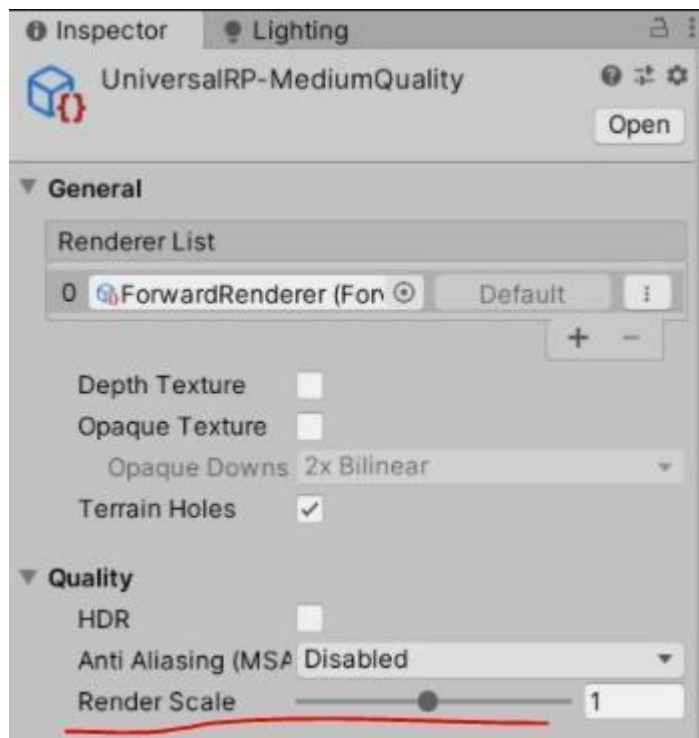 Inspector Lighting
UniversalRP-MediumQuality
Open
General
Renderer List
0 ForwardRenderer (For Default
Depth Texture
Opaque Texture
Opaque Downs 2x Bilinear
Terrain Holes
Quality
HDR
Anti Aliasing (MSA Disabled
Render Scale 1